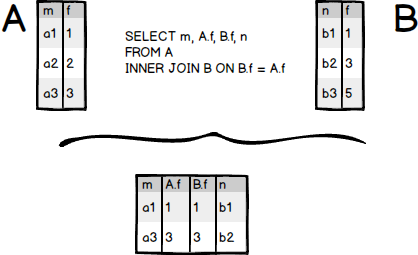 A
m f
a1 1
a2 2
a3 3
SELECT m, A.f, B.f, n
FROM A
INNER JOIN B ON B.f = A.f
n f
b1 1
b2 3
b3 5
B
m A.f B.f n
a1 1 1 b1
a3 3 3 b2